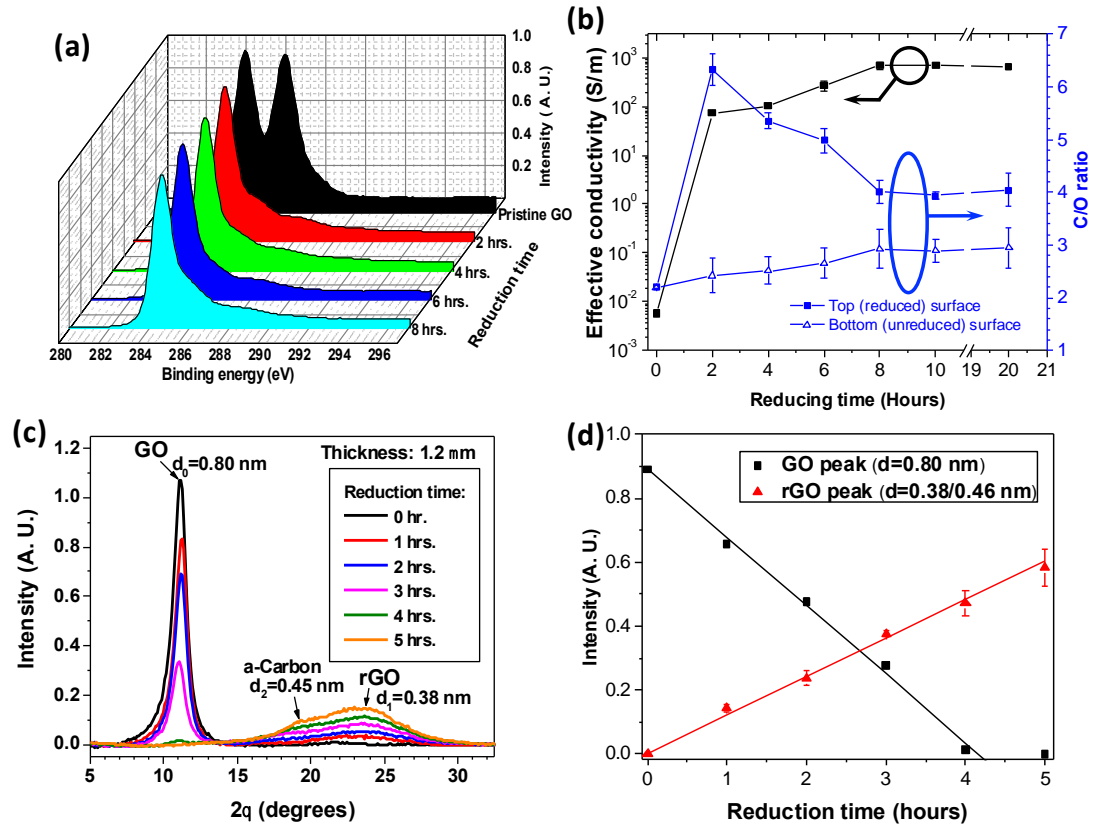 (a)
1.0
0.8
0.6
0.4
0.2
Intensity (A. U.)
Pristine GO
2 hrs.
4 hrs.
6 hrs.
8 hrs.
Reduction time
280 282 284 286 288 290 292 294 296
Binding energy (eV)
(b)
Effective conductivity (S/m)
10³
10²
10¹
10⁰
10⁻¹
10⁻²
10⁻³
7
6
5
4
3
2
1
C/O ratio
Top (reduced) surface
Bottom (unreduced) surface
0 2 4 6 8 10 19 20 21
Reducing time (Hours)
(c)
Intensity (A. U.)
1.2
1.0
0.8
0.6
0.4
0.2
0.0
GO
d₀=0.80 nm
Thickness: 1.2 mm
Reduction time:
0 hr.
1 hrs.
2 hrs.
3 hrs.
4 hrs.
5 hrs.
a-Carbon
d₂=0.45 nm
rGO
d₁=0.38 nm
5 10 15 20 25 30
2q (degrees)
(d)
Intensity (A. U.)
1.0
0.8
0.6
0.4
0.2
0.0
GO peak (d=0.80 nm)
rGO peak (d=0.38/0.46 nm)
0 1 2 3 4 5
Reduction time (hours)